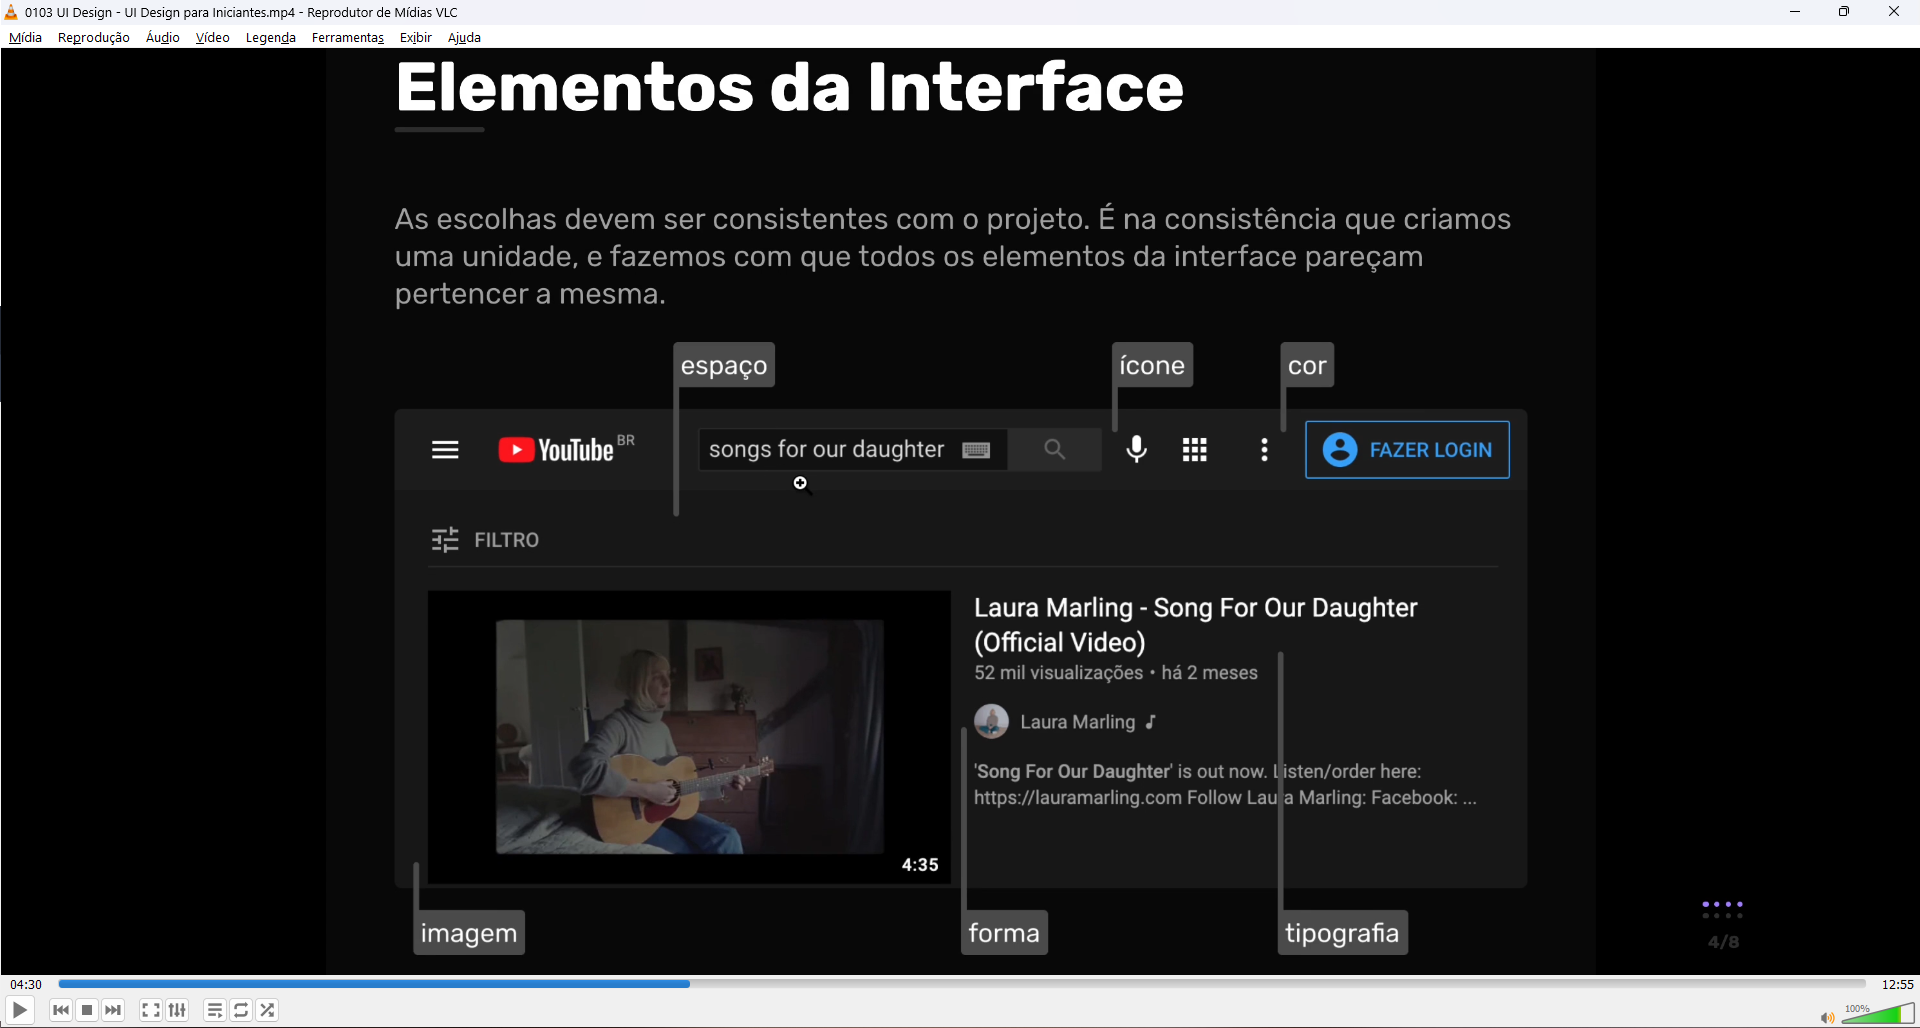 0103 UI Design - UI Design para Iniciantes.mp4 - Reprodutor de Mídias VLC
Mídia Reprodução Áudio Vídeo Legenda Ferramentas Exibir Ajuda
Elementos da Interface
As escolhas devem ser consistentes com o projeto. É na consistência que criamos
uma unidade, e fazemos com que todos os elementos da interface pareçam
pertencer a mesma.
espaço ícone cor
YouTube BR songs for our daughter FAZER LOGIN
FILTRO
Laura Marling - Song For Our Daughter
(Official Video)
52 mil visualizações • há 2 meses
Laura Marling
'Song For Our Daughter' is out now. Listen/order here:
https://lauramarling.com Follow Laura Marling: Facebook: ...
4:35
imagem forma tipografia
4/8
04:30 12:55
100%